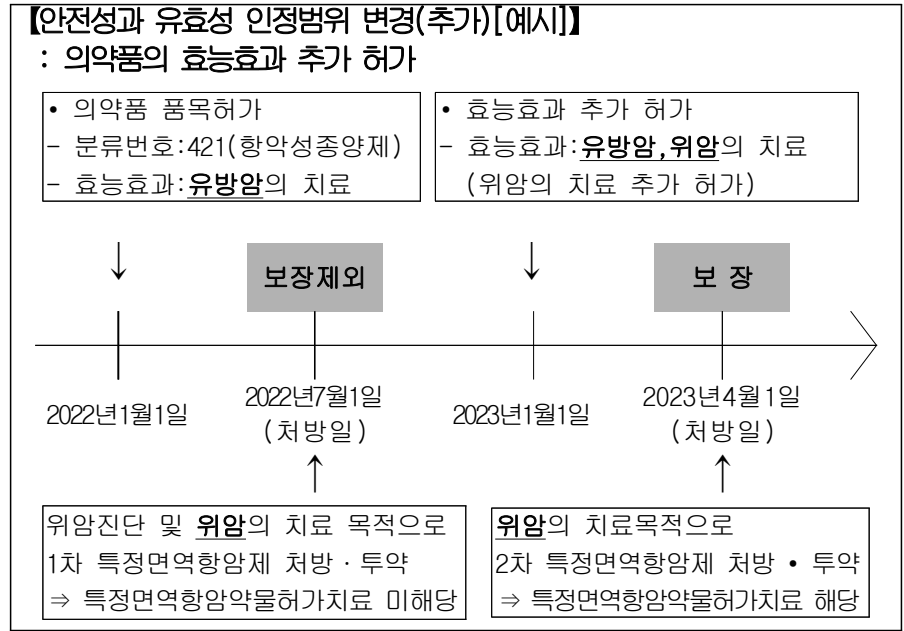 【안전성과 유효성 인정범위 변경(추가)[예시]】
: 의약품의 효능효과 추가 허가
• 의약품 품목허가
- 분류번호:421(항악성종양제)
- 효능효과:유방암의 치료
• 효능효과 추가 허가
- 효능효과:유방암,위암의 치료
(위암의 치료 추가 허가)
보장제외
보 장
2022년1월1일
2022년7월1일
(처방일)
2023년1월1일
2023년4월1일
(처방일)
위암진단 및 위암의 치료 목적으로
1차 특정면역항암제 처방 · 투약
⇒ 특정면역항암약물허가치료 미해당
위암의 치료목적으로
2차 특정면역항암제 처방 • 투약
⇒ 특정면역항암약물허가치료 해당